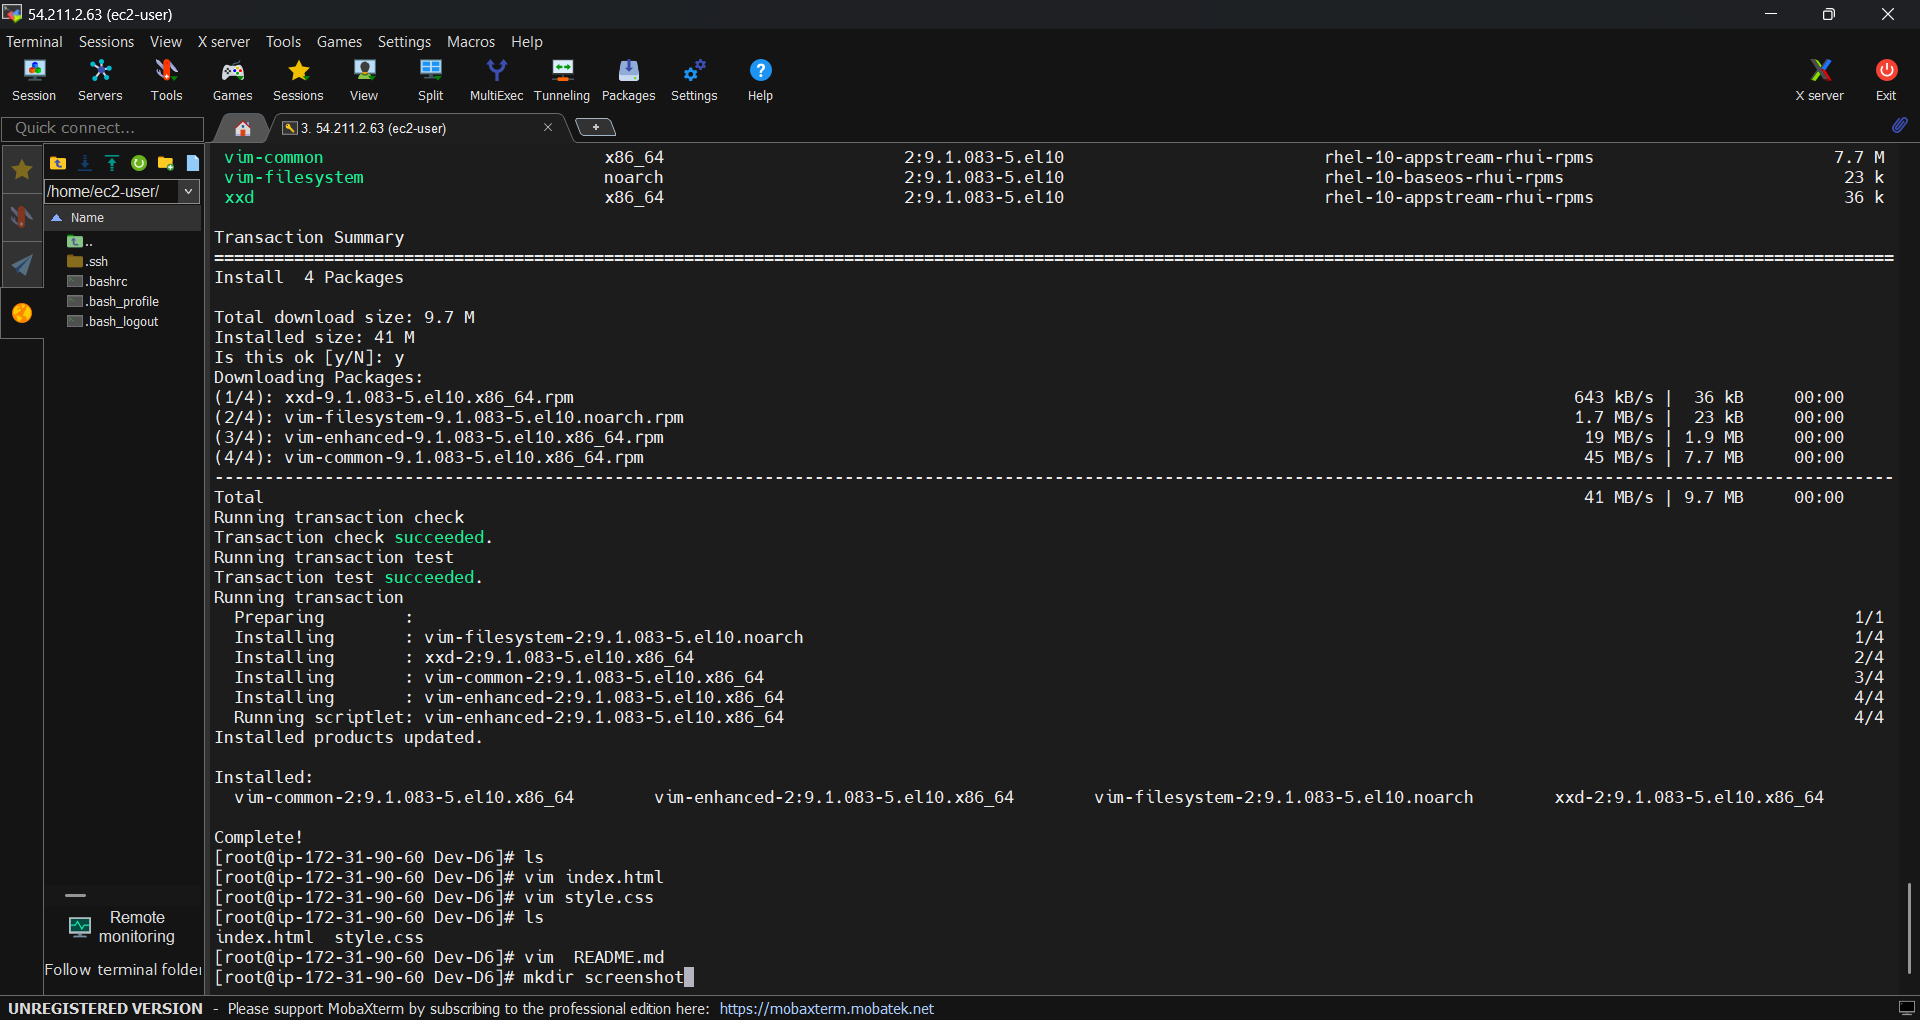 54.211.2.63 (ec2-user)
Terminal Sessions View X server Tools Games Settings Macros Help
Session Servers Tools Games Sessions View Split MultiExec Tunneling Packages Settings Help X server Exit
Quick connect...
3. 54.211.2.63 (ec2-user)
/home/ec2-user/
Name
..
.ssh
.bashrc
.bash_profile
.bash_logout
Remote
monitoring
Follow terminal folder
vim-common x86_64 2:9.1.083-5.el10 rhel-10-appstream-rhui-rpms 7.7 M
vim-filesystem noarch 2:9.1.083-5.el10 rhel-10-baseos-rhui-rpms 23 k
xxd x86_64 2:9.1.083-5.el10 rhel-10-appstream-rhui-rpms 36 k
Transaction Summary
================================================================================
Install  4 Packages
Total download size: 9.7 M
Installed size: 41 M
Is this ok [y/N]: y
Downloading Packages:
(1/4): xxd-9.1.083-5.el10.x86_64.rpm 643 kB/s | 36 kB 00:00
(2/4): vim-filesystem-9.1.083-5.el10.noarch.rpm 1.7 MB/s | 23 kB 00:00
(3/4): vim-enhanced-9.1.083-5.el10.x86_64.rpm 19 MB/s | 1.9 MB 00:00
(4/4): vim-common-9.1.083-5.el10.x86_64.rpm 45 MB/s | 7.7 MB 00:00
--------------------------------------------------------------------------------
Total 41 MB/s | 9.7 MB 00:00
Running transaction check
Transaction check succeeded.
Running transaction test
Transaction test succeeded.
Running transaction
Preparing : 1/1
Installing : vim-filesystem-2:9.1.083-5.el10.noarch 1/4
Installing : xxd-2:9.1.083-5.el10.x86_64 2/4
Installing : vim-common-2:9.1.083-5.el10.x86_64 3/4
Installing : vim-enhanced-2:9.1.083-5.el10.x86_64 4/4
Running scriptlet: vim-enhanced-2:9.1.083-5.el10.x86_64 4/4
Installed products updated.
Installed:
vim-common-2:9.1.083-5.el10.x86_64 vim-enhanced-2:9.1.083-5.el10.x86_64 vim-filesystem-2:9.1.083-5.el10.noarch xxd-2:9.1.083-5.el10.x86_64
Complete!
[root@ip-172-31-90-60 Dev-D6]# ls
[root@ip-172-31-90-60 Dev-D6]# vim index.html
[root@ip-172-31-90-60 Dev-D6]# vim style.css
[root@ip-172-31-90-60 Dev-D6]# ls
index.html  style.css
[root@ip-172-31-90-60 Dev-D6]# vim  README.md
[root@ip-172-31-90-60 Dev-D6]# mkdir screenshot
UNREGISTERED VERSION - Please support MobaXterm by subscribing to the professional edition here: https://mobaxterm.mobatek.net